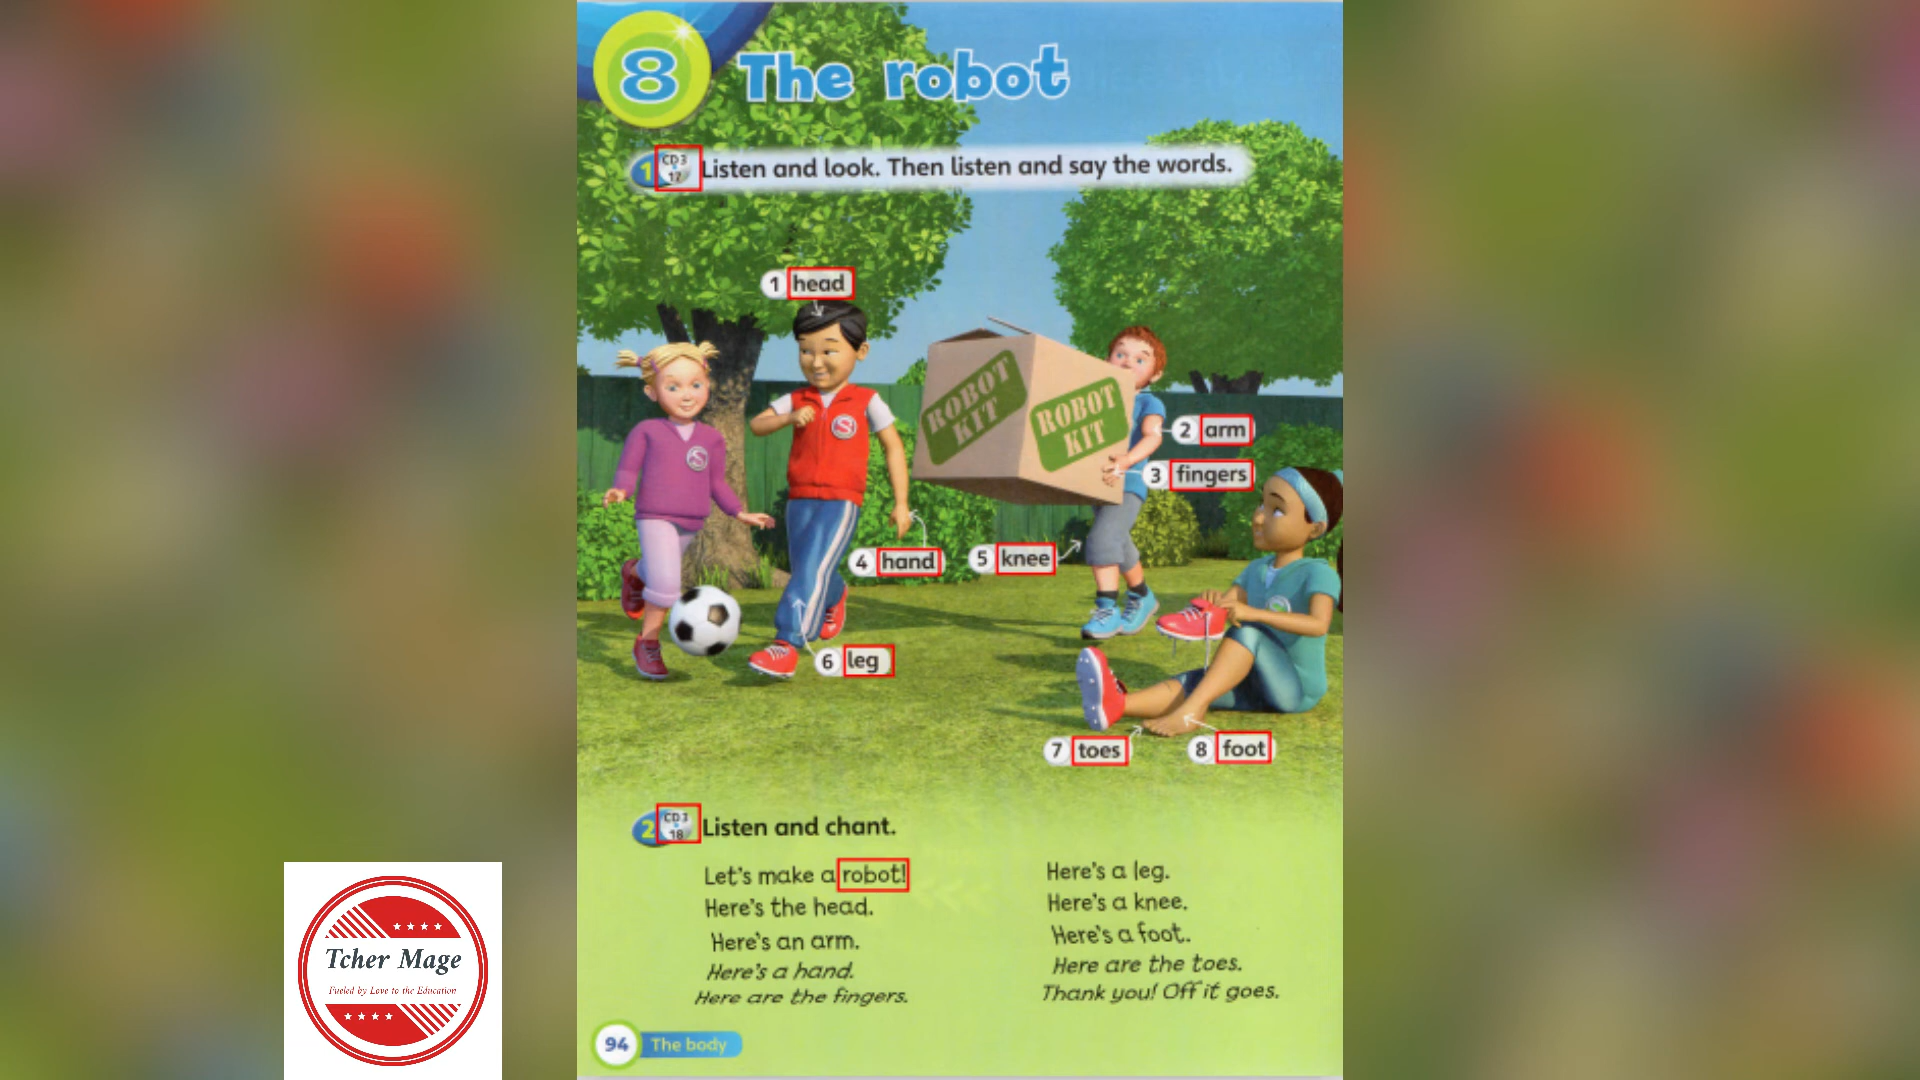 8 The robot
1 CD3 17 Listen and look. Then listen and say the words.
1 head
2 arm
3 fingers
4 hand
5 knee
6 leg
7 toes
8 foot
ROBOT KIT
ROBOT KIT
2 CD3 18 Listen and chant.
Let's make a robot!
Here's the head.
Here's an arm.
Here's a hand.
Here are the fingers.
Here's a leg.
Here's a knee.
Here's a foot.
Here are the toes.
Thank you! Off it goes.
94 The body
Tcher Mage
Fueled by Love to the Education